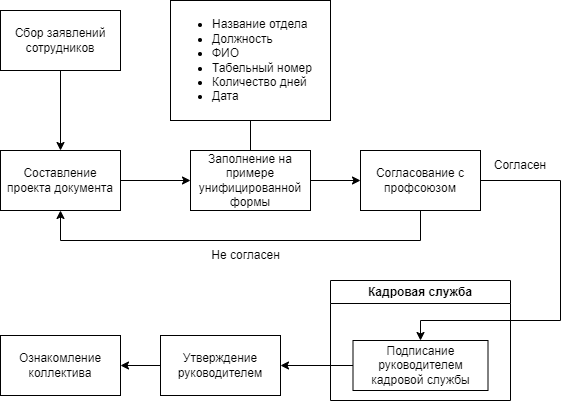 Сбор заявлений
сотрудников
• Название отдела
• Должность
• ФИО
• Табельный номер
• Количество дней
• Дата
Составление
проекта документа
Заполнение на
примере
унифицированной
формы
Согласование с
профсоюзом
Согласен
Не согласен
Кадровая служба
Подписание
руководителем
кадровой службы
Утверждение
руководителем
Ознакомление
коллектива